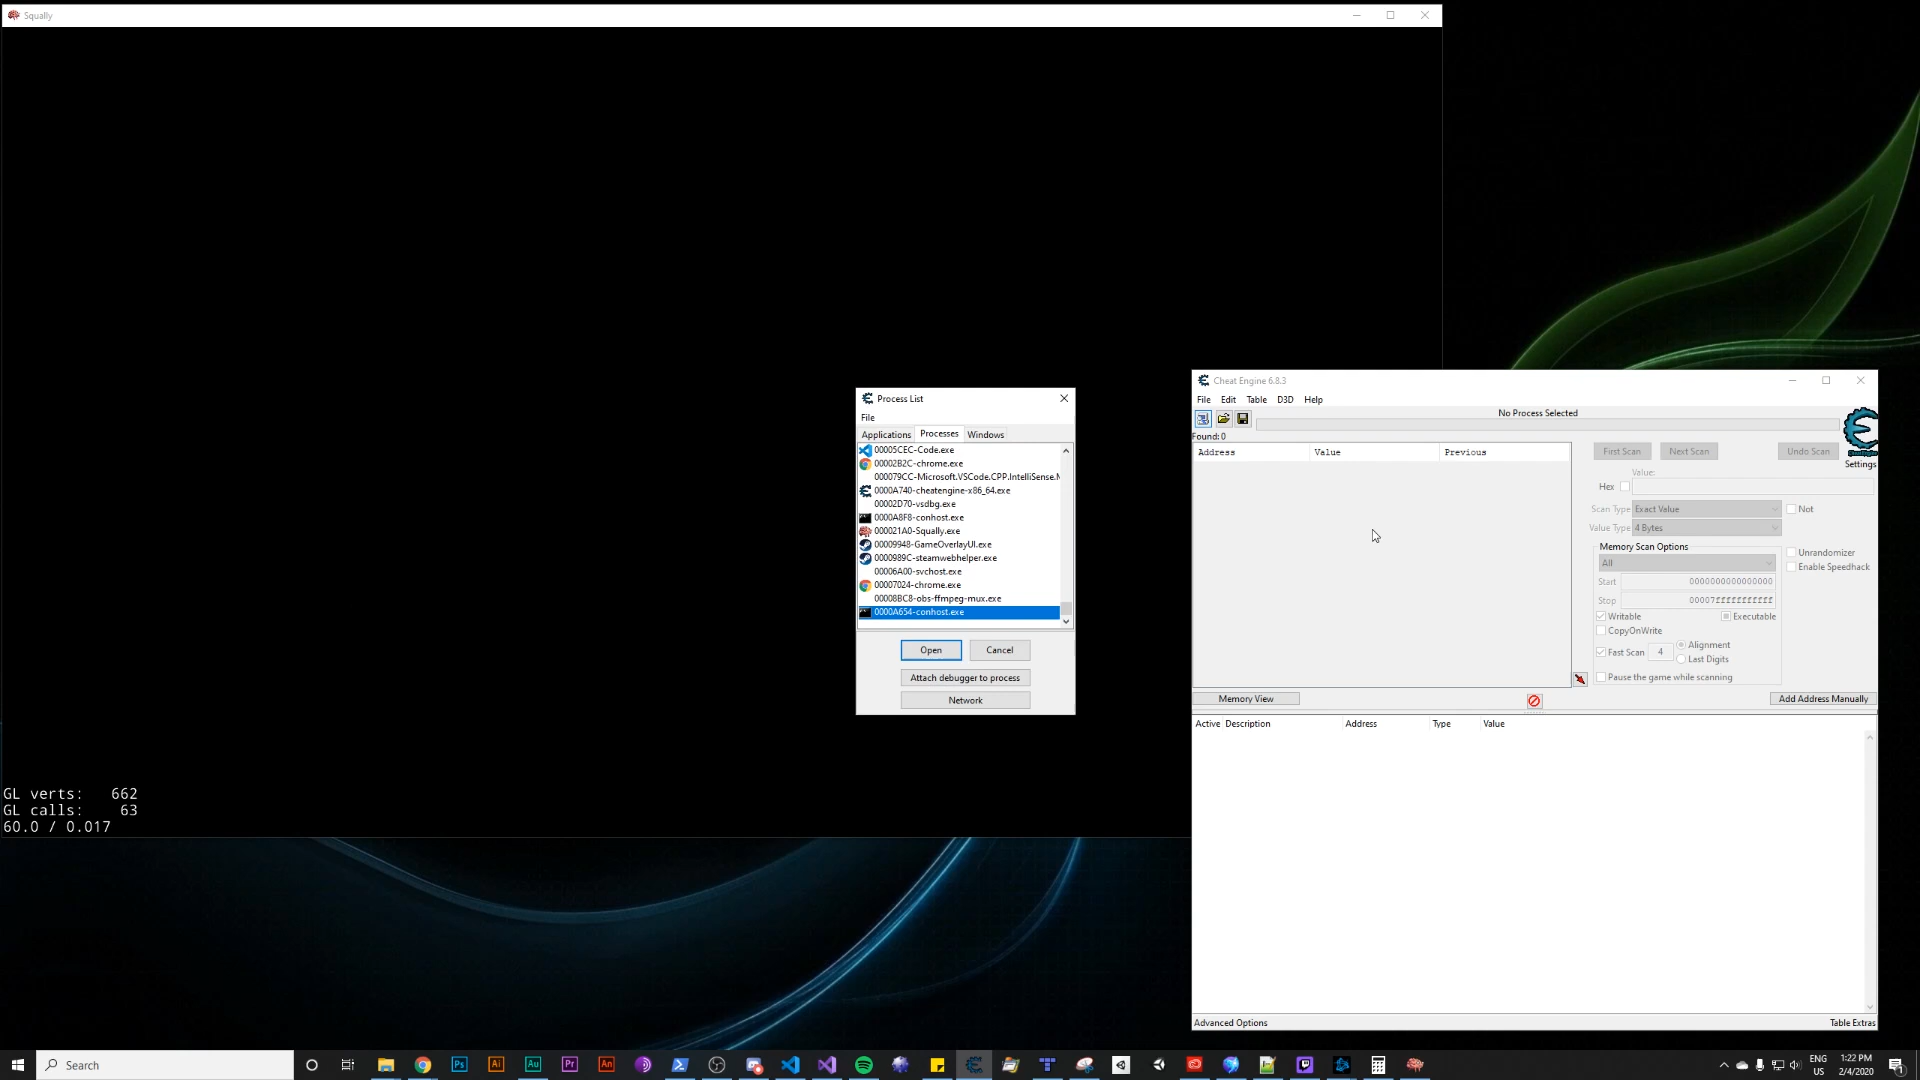 Squally
GL verts: 662
GL calls: 63
60.0 / 0.017
Process List
File
Applications Processes Windows
00005CEC-Code.exe
00002B2C-chrome.exe
000079CC-Microsoft.VSCode.CPP.IntelliSense.M
0000A740-cheatengine-x86_64.exe
00002D70-vsdbg.exe
0000A8F8-conhost.exe
000021A0-Squally.exe
00009948-GameOverlayUI.exe
0000989C-steamwebhelper.exe
00006A00-svchost.exe
00007024-chrome.exe
00008BC8-obs-ffmpeg-mux.exe
0000A654-conhost.exe
Open Cancel
Attach debugger to process
Network
Cheat Engine 6.8.3
File Edit Table D3D Help
No Process Selected
Found: 0
Address Value Previous
First Scan Next Scan Undo Scan
Settings
Value:
Hex
Scan Type Exact Value Not
Value Type 4 Bytes
Memory Scan Options
All
Unrandomizer
Enable Speedhack
Start 0000000000000000
Stop 00007fffffffffff
Writable Executable
CopyOnWrite
Fast Scan 4 Alignment
Last Digits
Pause the game while scanning
Memory View Add Address Manually
Active Description Address Type Value
Advanced Options Table Extras
Search
Ps Ai Au Pr An
ENG
US
1:22 PM
2/4/2020